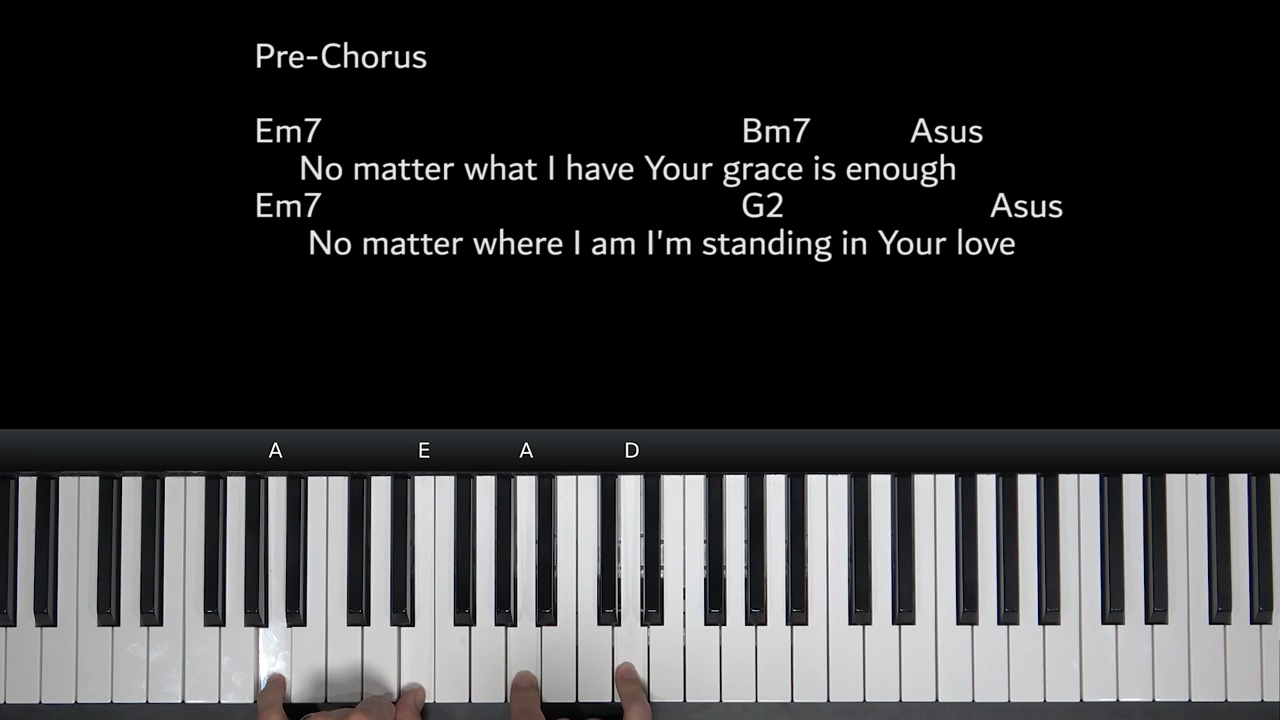 Pre-Chorus
Em7 Bm7 Asus
No matter what I have Your grace is enough
Em7 G2 Asus
No matter where I am I'm standing in Your love
A E A D